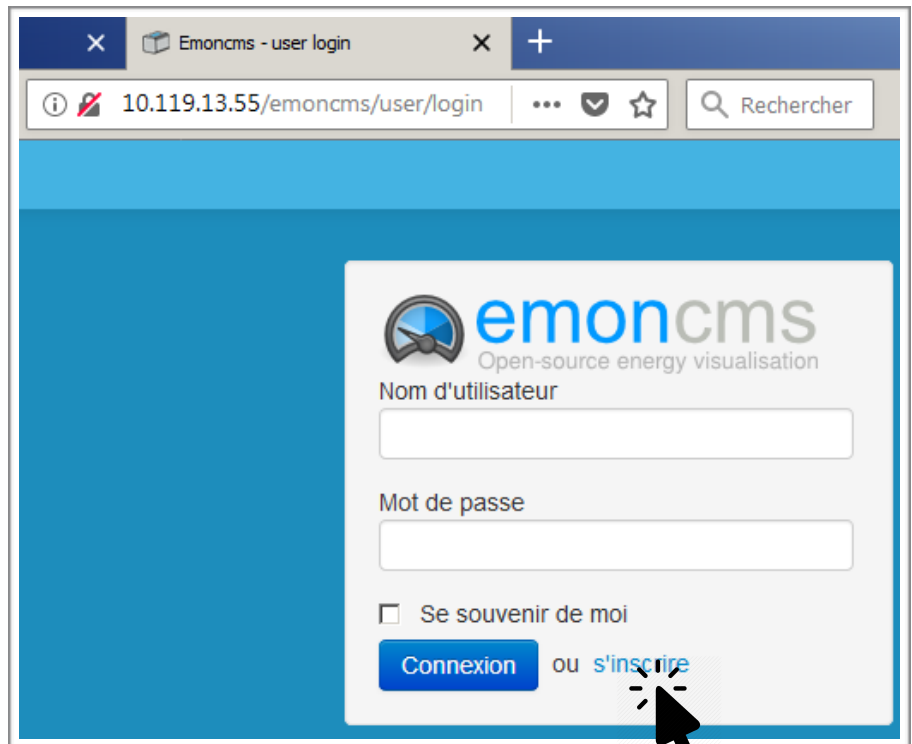 Emoncms - user login
10.119.13.55/emoncms/user/login
Rechercher
emoncms
Open-source energy visualisation
Nom d'utilisateur
Mot de passe
Se souvenir de moi
Connexion ou s'inscrire